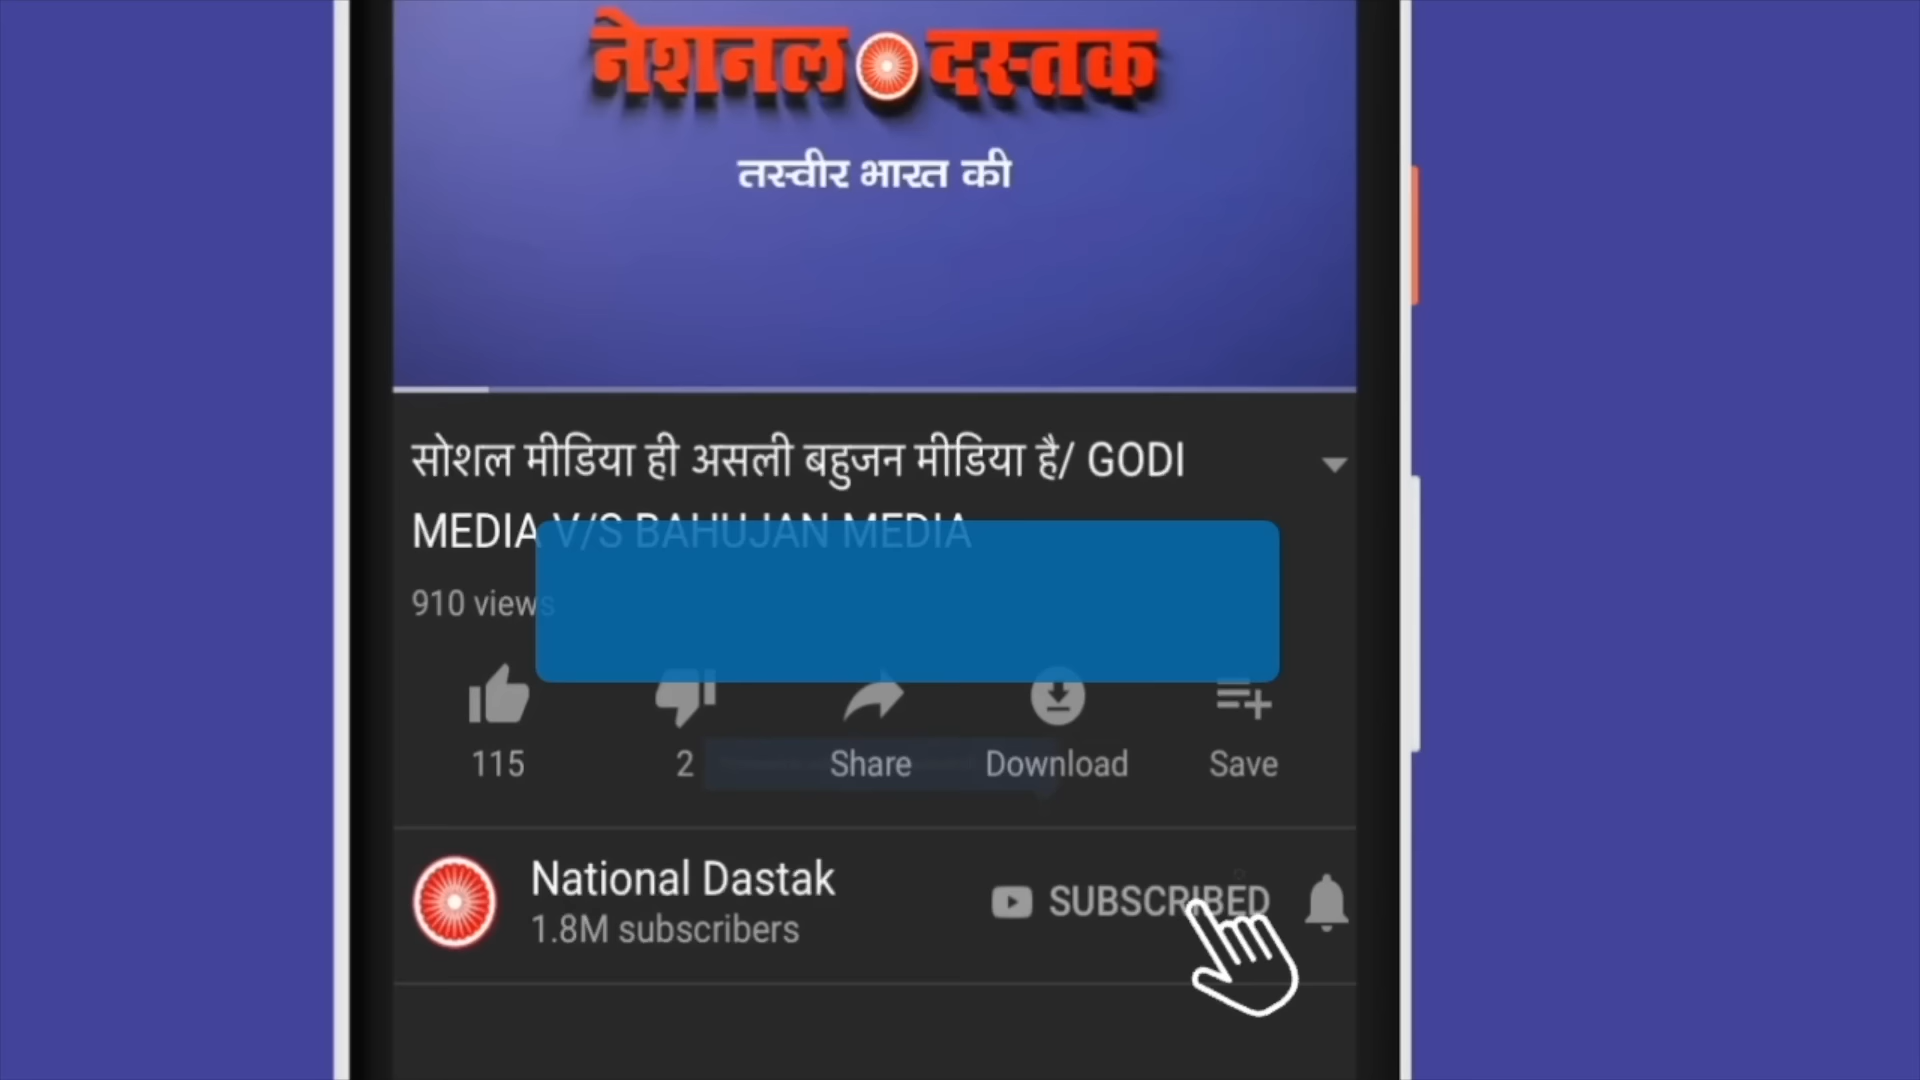 नेशनल दस्तक
तस्वीर भारत की
सोशल मीडिया ही असली बहुजन मीडिया है/ GODI
MEDIA V/S BAHUJAN MEDIA
910 views
115
2
Share
Download
Save
National Dastak
1.8M subscribers
SUBSCRIBED